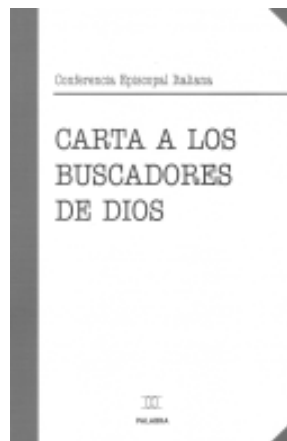 Conferencia Episcopal Italiana
CARTA A LOS
BUSCADORES
DE DIOS
PALABRA